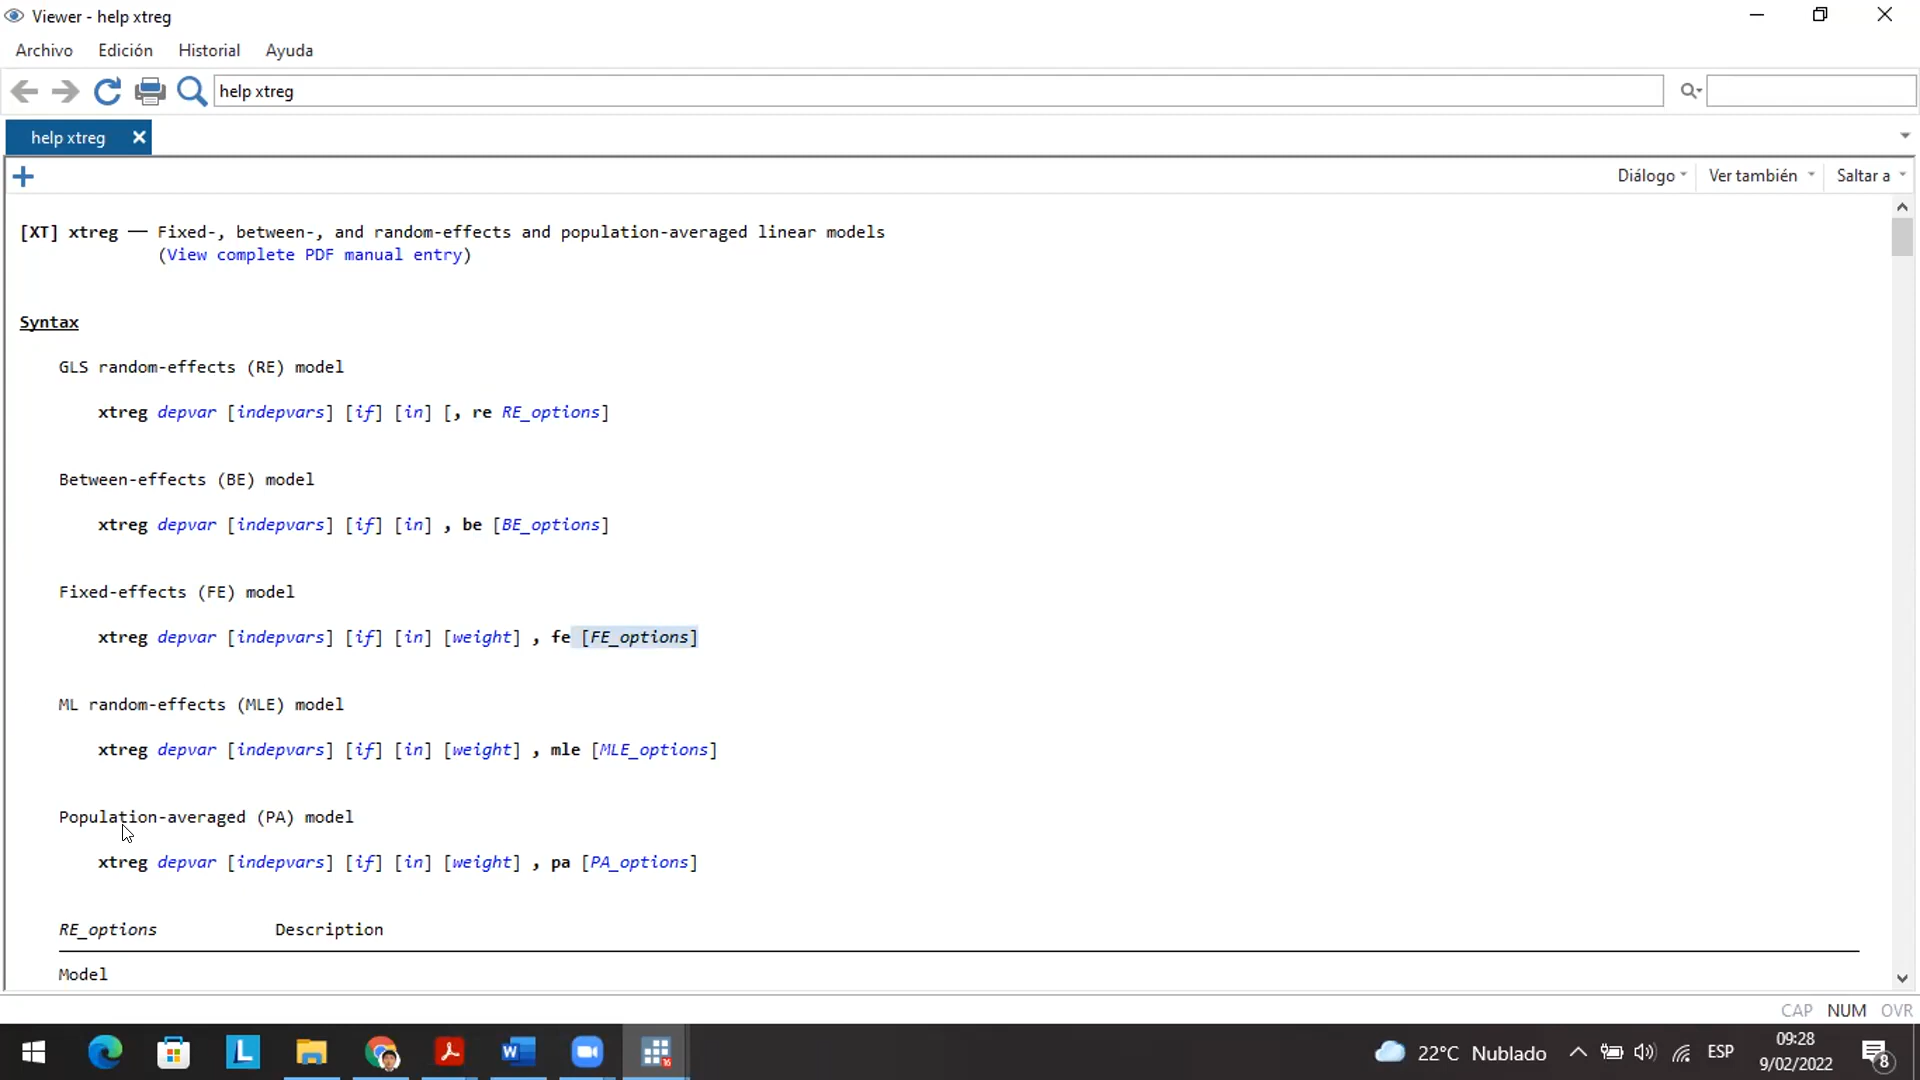 Viewer - help xtreg
Archivo Edición Historial Ayuda
help xtreg
help xtreg
Diálogo Ver también Saltar a
[XT] xtreg — Fixed-, between-, and random-effects and population-averaged linear models
(View complete PDF manual entry)
Syntax
GLS random-effects (RE) model
xtreg depvar [indepvars] [if] [in] [, re RE_options]
Between-effects (BE) model
xtreg depvar [indepvars] [if] [in] , be [BE_options]
Fixed-effects (FE) model
xtreg depvar [indepvars] [if] [in] [weight] , fe [FE_options]
ML random-effects (MLE) model
xtreg depvar [indepvars] [if] [in] [weight] , mle [MLE_options]
Population-averaged (PA) model
xtreg depvar [indepvars] [if] [in] [weight] , pa [PA_options]
RE_options Description
Model
CAP NUM OVR
L W 16 22°C Nublado ESP 09:28 8
9/02/2022